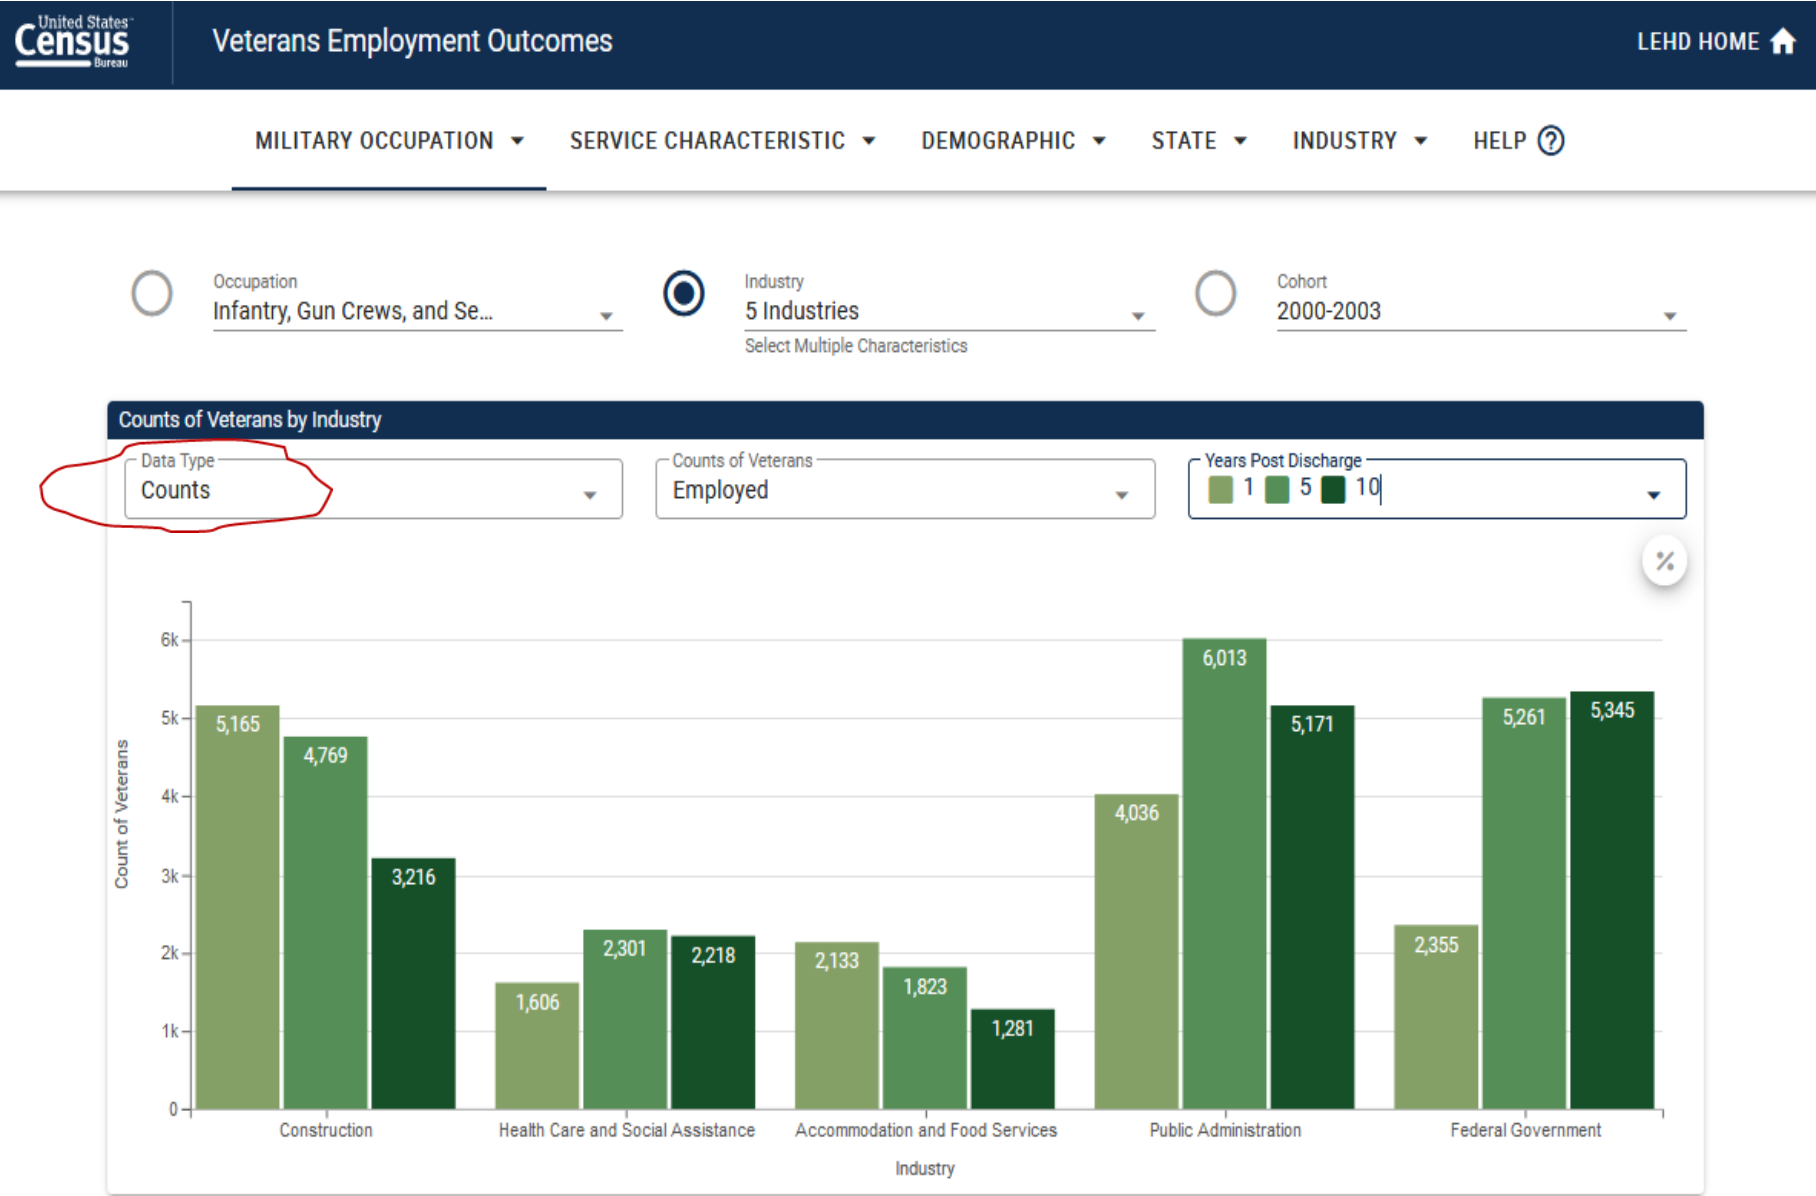 United States
Census
Bureau
Veterans Employment Outcomes
LEHD HOME
MILITARY OCCUPATION
SERVICE CHARACTERISTIC
DEMOGRAPHIC
STATE
INDUSTRY
HELP ?
Occupation
Infantry, Gun Crews, and Se...
Industry
5 Industries
Select Multiple Characteristics
Cohort
2000-2003
Counts of Veterans by Industry
Data Type
Counts
Counts of Veterans
Employed
Years Post Discharge
1 5 10
%
Count of Veterans
6k
5k
4k
3k
2k
1k
0
5,165
4,769
3,216
1,606
2,301
2,218
2,133
1,823
1,281
4,036
6,013
5,171
2,355
5,261
5,345
Construction
Health Care and Social Assistance
Accommodation and Food Services
Public Administration
Federal Government
Industry